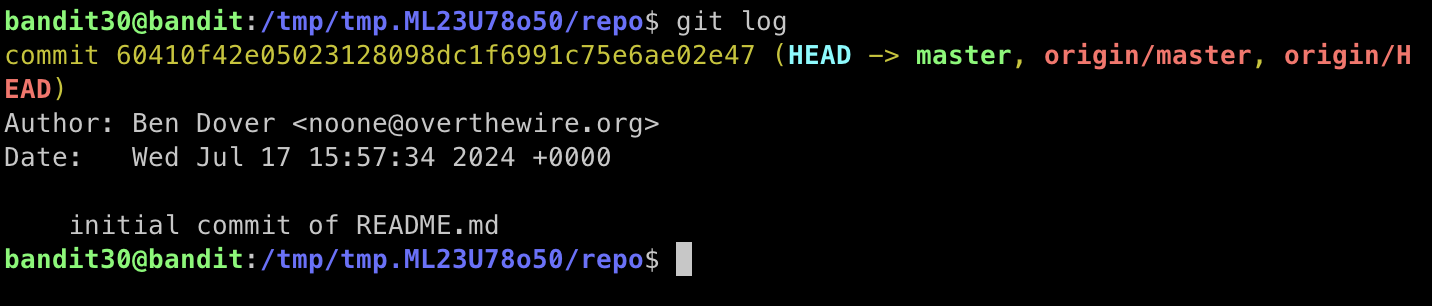 bandit30@bandit:/tmp/tmp.ML23U78o50/repo$ git log
commit 60410f42e05023128098dc1f6991c75e6ae02e47 (HEAD -> master, origin/master, origin/H
EAD)
Author: Ben Dover <noone@overthewire.org>
Date:   Wed Jul 17 15:57:34 2024 +0000
    initial commit of README.md
bandit30@bandit:/tmp/tmp.ML23U78o50/repo$